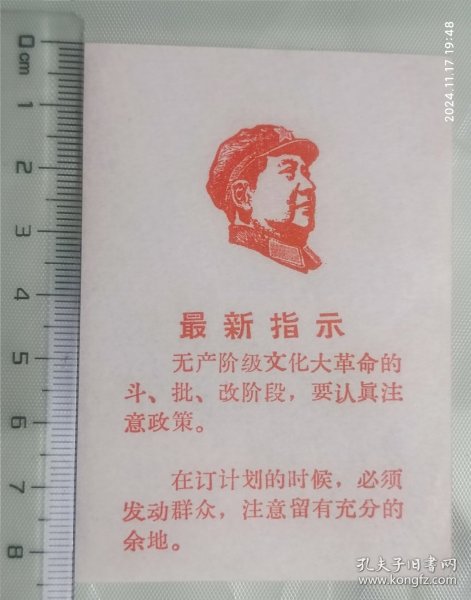 2024.11.17 19:48
0 cm
1
2
3
4
5
6
7
8
最新指示
无产阶级文化大革命的
斗、批、改阶段，要认眞注
意政策。
在订计划的时候，必须
发动群众，注意留有充分的
余地。
孔夫子旧书网
www.kongfz.com